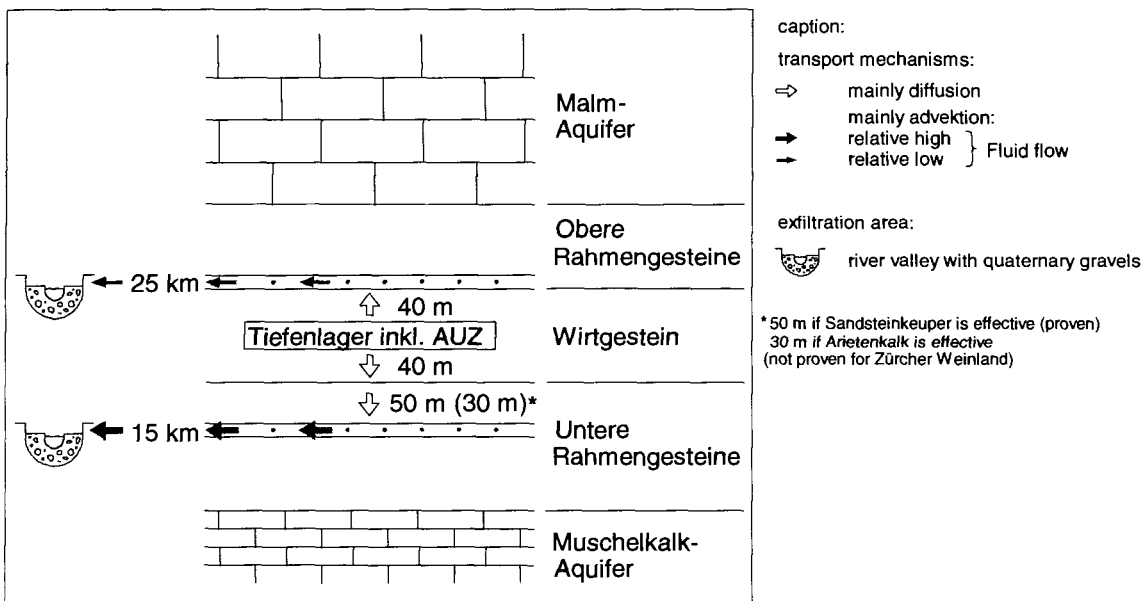 Malm-
Aquifer
Obere
Rahmengesteine
25 km
40 m
Tiefenlager inkl. AUZ
Wirtgestein
40 m
50 m (30 m)*
15 km
Untere
Rahmengesteine
Muschelkalk-
Aquifer
caption:
transport mechanisms:
mainly diffusion
mainly advektion:
relative high
relative low
Fluid flow
exfiltration area:
river valley with quaternary gravels
* 50 m if Sandsteinkeuper is effective (proven)
30 m if Arietenkalk is effective
(not proven for Zürcher Weinland)